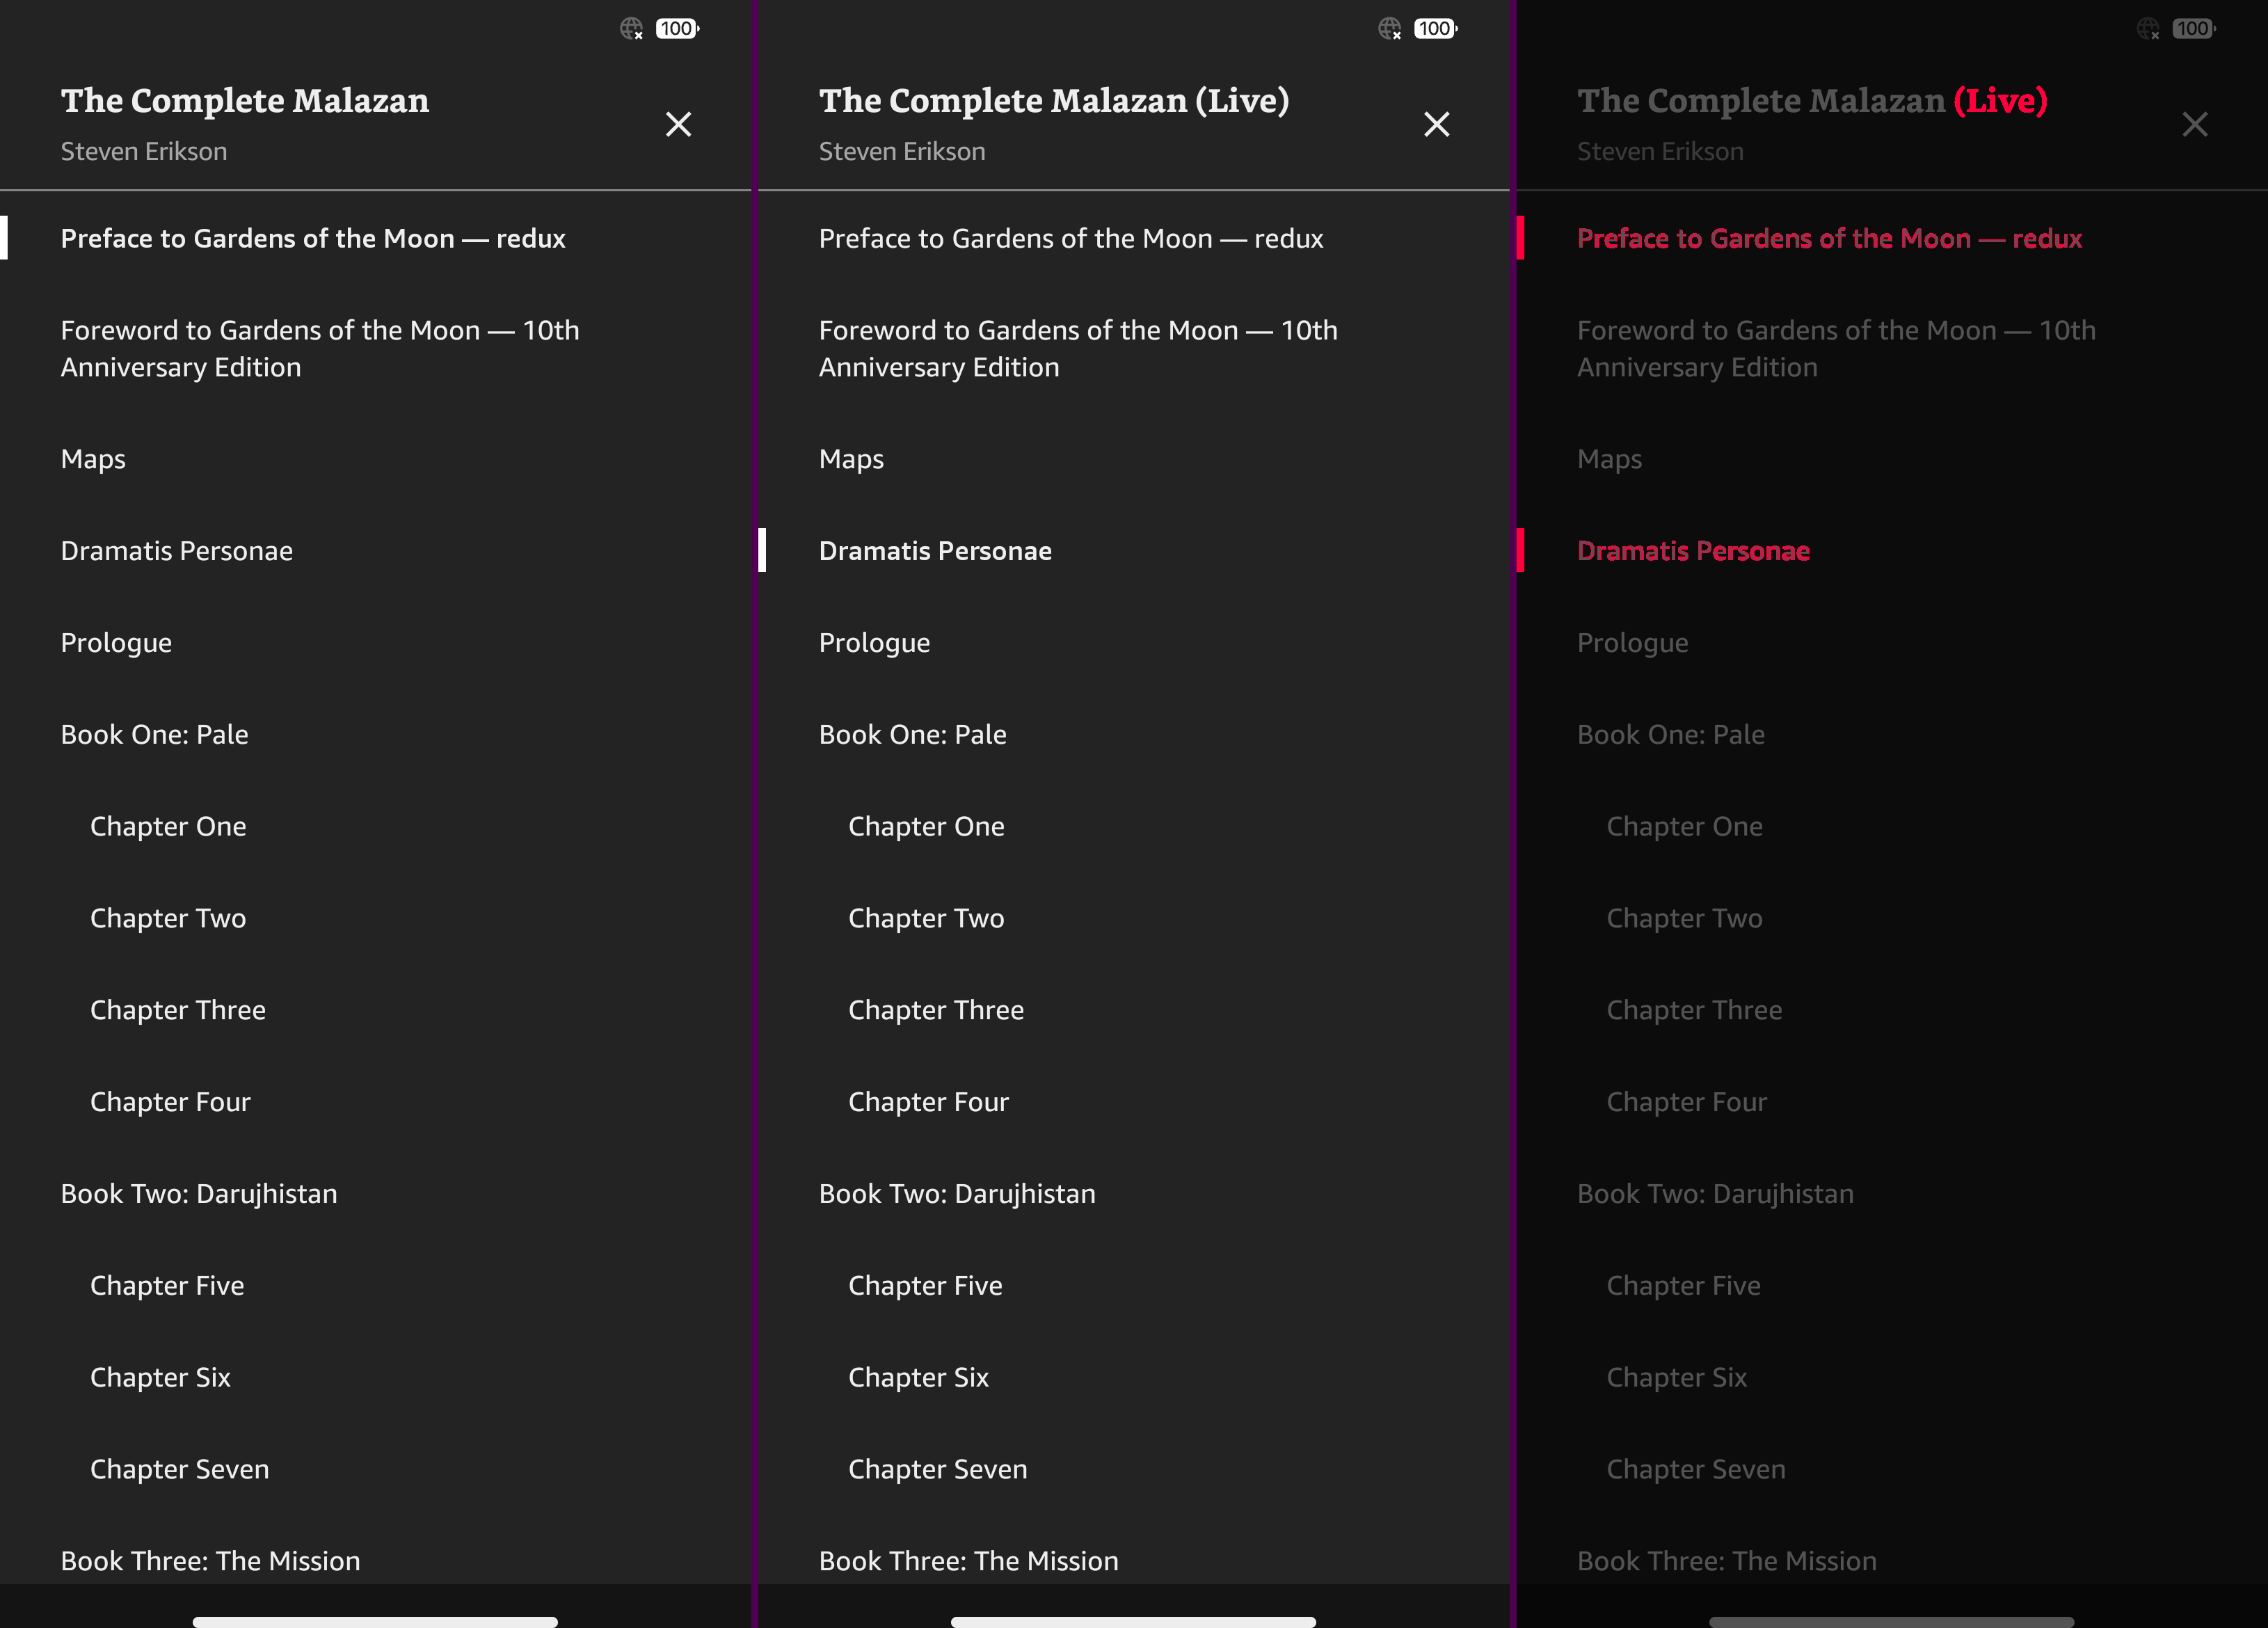 100
The Complete Malazan
Steven Erikson
Preface to Gardens of the Moon — redux
Foreword to Gardens of the Moon — 10th
Anniversary Edition
Maps
Dramatis Personae
Prologue
Book One: Pale
Chapter One
Chapter Two
Chapter Three
Chapter Four
Book Two: Darujhistan
Chapter Five
Chapter Six
Chapter Seven
Book Three: The Mission
100
The Complete Malazan (Live)
Steven Erikson
Preface to Gardens of the Moon — redux
Foreword to Gardens of the Moon — 10th
Anniversary Edition
Maps
Dramatis Personae
Prologue
Book One: Pale
Chapter One
Chapter Two
Chapter Three
Chapter Four
Book Two: Darujhistan
Chapter Five
Chapter Six
Chapter Seven
Book Three: The Mission
100
The Complete Malazan (Live)
Steven Erikson
Preface to Gardens of the Moon — redux
Foreword to Gardens of the Moon — 10th
Anniversary Edition
Maps
Dramatis Personae
Prologue
Book One: Pale
Chapter One
Chapter Two
Chapter Three
Chapter Four
Book Two: Darujhistan
Chapter Five
Chapter Six
Chapter Seven
Book Three: The Mission